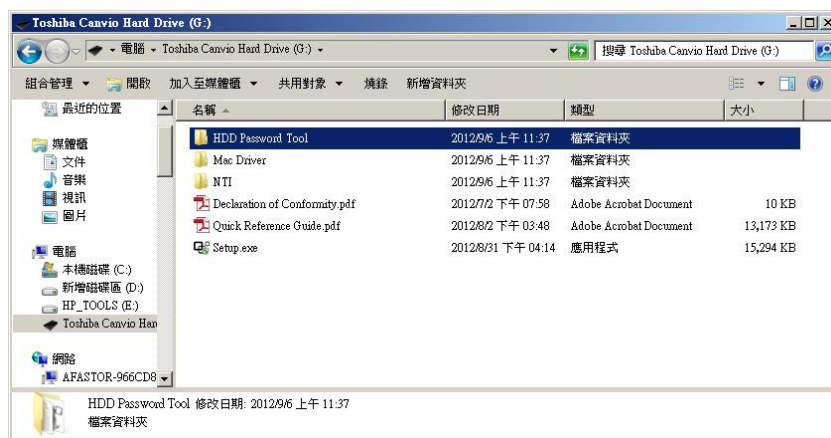 Toshiba Canvio Hard Drive (G:)
電腦 Toshiba Canvio Hard Drive (G:)
搜尋 Toshiba Canvio Hard Drive (G:)
組合管理 開啟 加入至媒體櫃 共用對象 燒錄 新增資料夾
最近的位置
媒體櫃
文件
音樂
視訊
圖片
電腦
本機磁碟 (C:)
新增磁碟區 (D:)
HP_TOOLS (E:)
Toshiba Canvio Har
網路
AFASTOR-966CD8
名稱 修改日期 類型 大小
HDD Password Tool 2012/9/6 上午 11:37 檔案資料夾
Mac Driver 2012/9/6 上午 11:37 檔案資料夾
NTI 2012/9/6 上午 11:37 檔案資料夾
Declaration of Conformity.pdf 2012/7/2 下午 07:58 Adobe Acrobat Document 10 KB
Quick Reference Guide.pdf 2012/8/2 下午 03:48 Adobe Acrobat Document 13,173 KB
Setup.exe 2012/8/31 下午 04:14 應用程式 15,294 KB
HDD Password Tool 修改日期: 2012/9/6 上午 11:37
檔案資料夾